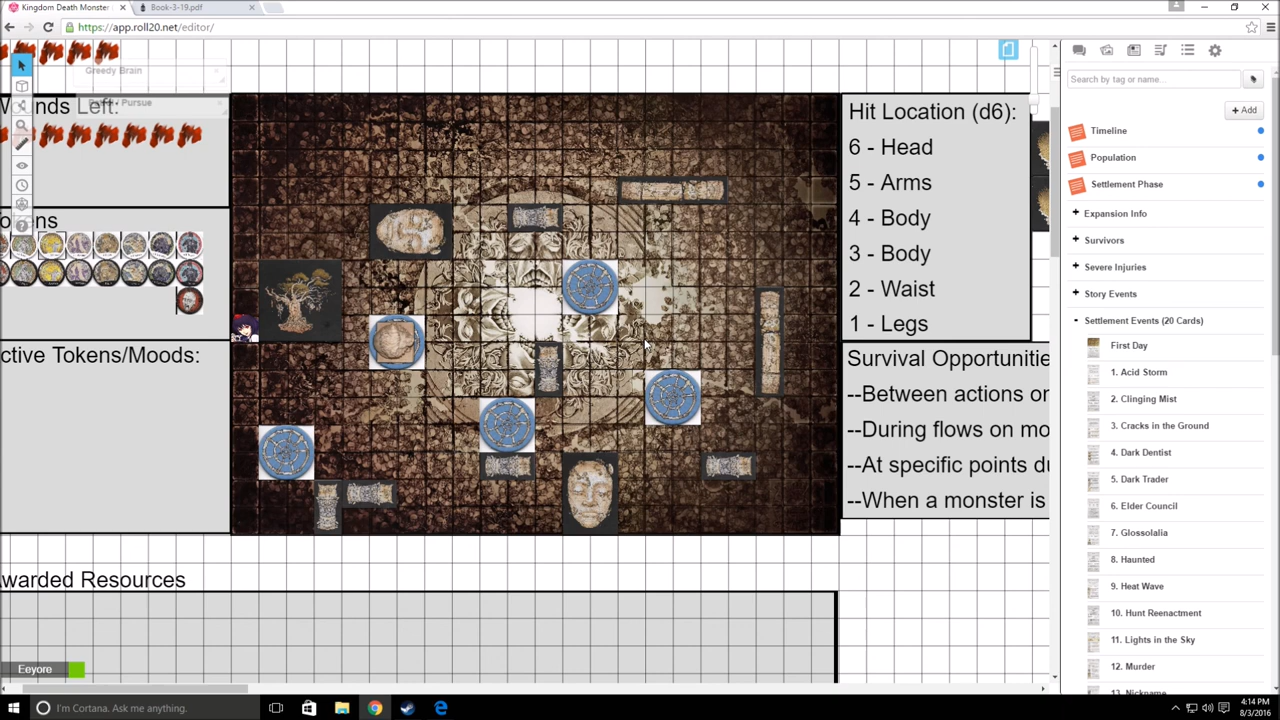 Kingdom Death Monster
Book-3-19.pdf
https://app.roll20.net/editor/
Greedy Brain
Pursue
Wounds Left:
Tokens
ctive Tokens/Moods:
Hit Location (d6):
6 - Head
5 - Arms
4 - Body
3 - Body
2 - Waist
1 - Legs
Survival Opportunitie
--Between actions or
--During flows on mo
--At specific points du
--When a monster is
warded Resources
Eeyore
Search by tag or name...
+ Add
Timeline
Population
Settlement Phase
+ Expansion Info
+ Survivors
+ Severe Injuries
+ Story Events
- Settlement Events (20 Cards)
First Day
1. Acid Storm
2. Clinging Mist
3. Cracks in the Ground
4. Dark Dentist
5. Dark Trader
6. Elder Council
7. Glossolalia
8. Haunted
9. Heat Wave
10. Hunt Reenactment
11. Lights in the Sky
12. Murder
13. Nickname
I'm Cortana. Ask me anything.
4:14 PM
8/3/2016